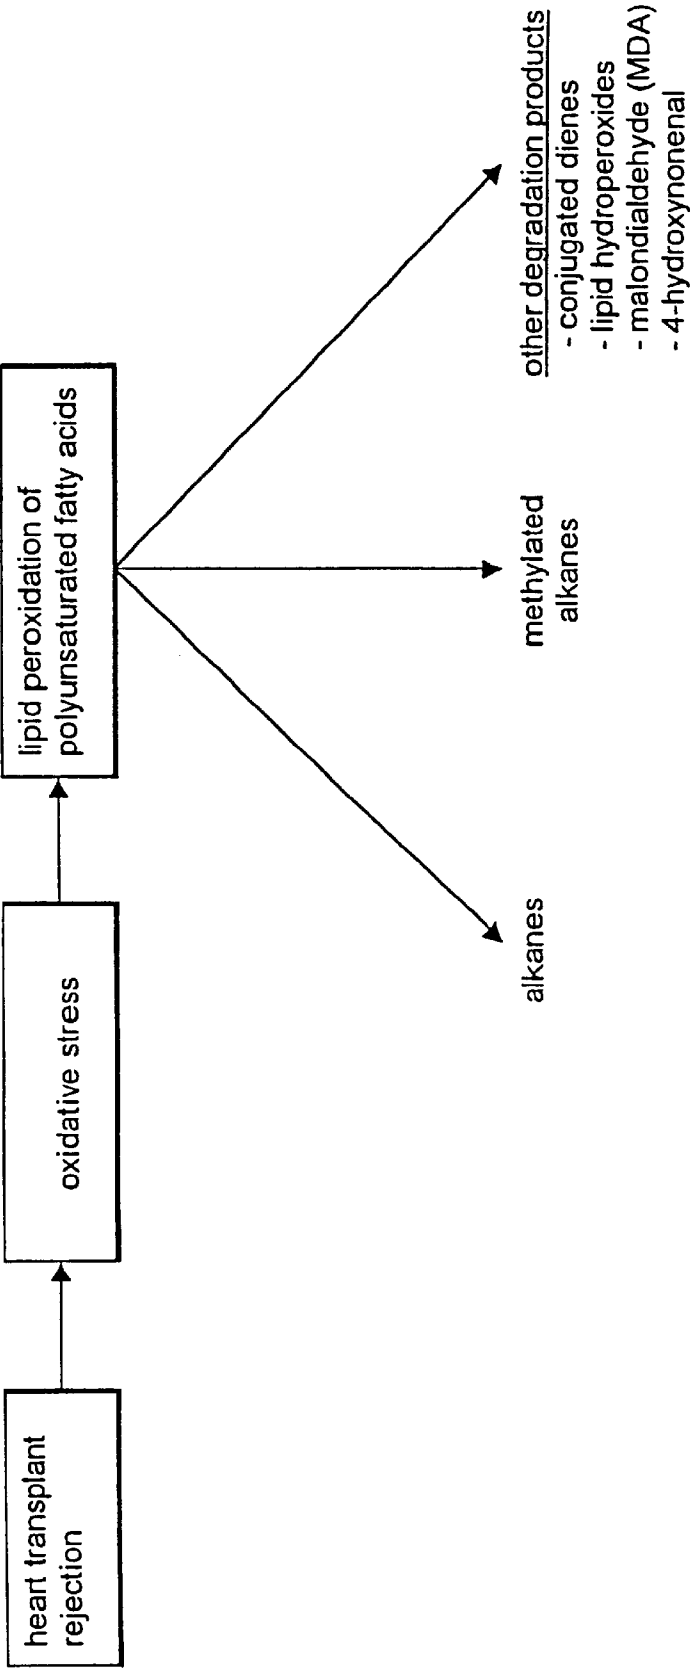 heart transplant
rejection
oxidative stress
lipid peroxidation of
polyunsaturated fatty acids
alkanes
methylated
alkanes
other degradation products
- conjugated dienes
- lipid hydroperoxides
- malondialdehyde (MDA)
- 4-hydroxynonenal